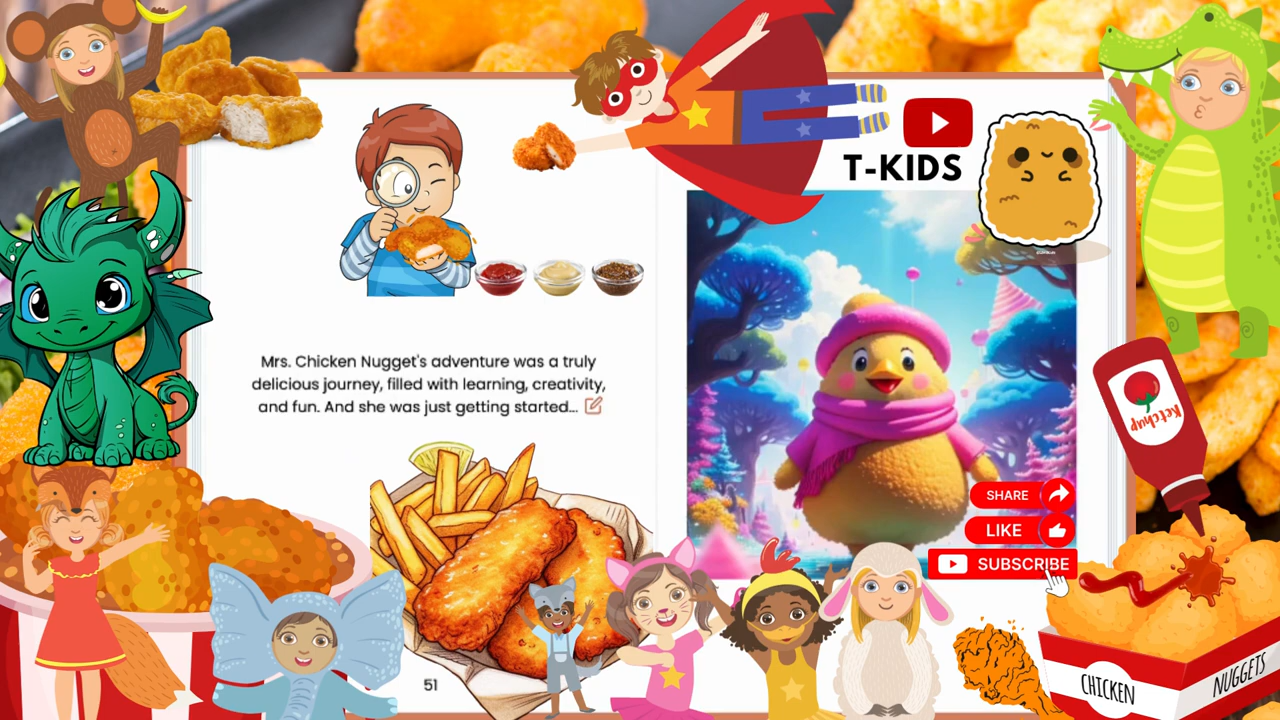 T-KIDS
Mrs. Chicken Nugget's adventure was a truly
delicious journey, filled with learning, creativity,
and fun. And she was just getting started...
Ketchup
SHARE
LIKE
SUBSCRIBE
CHICKEN
NUGGETS
51